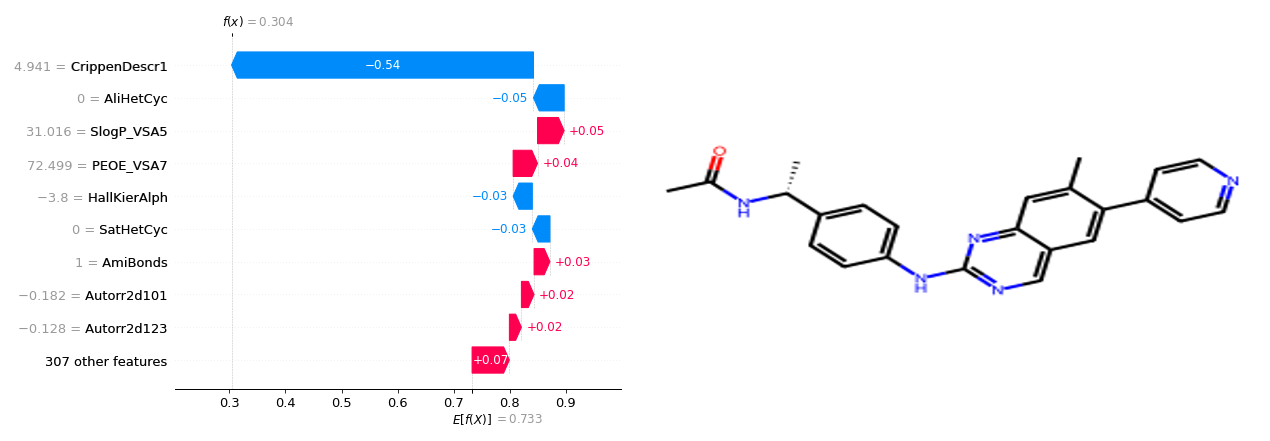 f(x) = 0.304
4.941 = CrippenDescr1
−0.54
0 = AliHetCyc
−0.05
31.016 = SlogP_VSA5
+0.05
72.499 = PEOE_VSA7
+0.04
−3.8 = HallKierAlph
−0.03
0 = SatHetCyc
−0.03
1 = AmiBonds
+0.03
−0.182 = Autorr2d101
+0.02
−0.128 = Autorr2d123
+0.02
307 other features
+0.07
0.3 0.4 0.5 0.6 0.7 0.8 0.9
E[f(X)] = 0.733
O
N
H
N
H
N
N
N